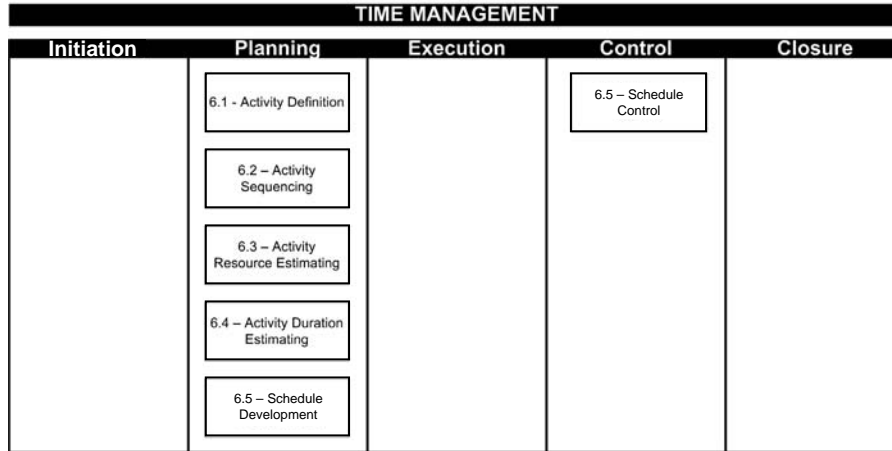 TIME MANAGEMENT
Initiation Planning Execution Control Closure
6.1 - Activity Definition
6.2 – Activity
Sequencing
6.3 – Activity
Resource Estimating
6.4 – Activity Duration
Estimating
6.5 – Schedule
Development
6.5 – Schedule
Control